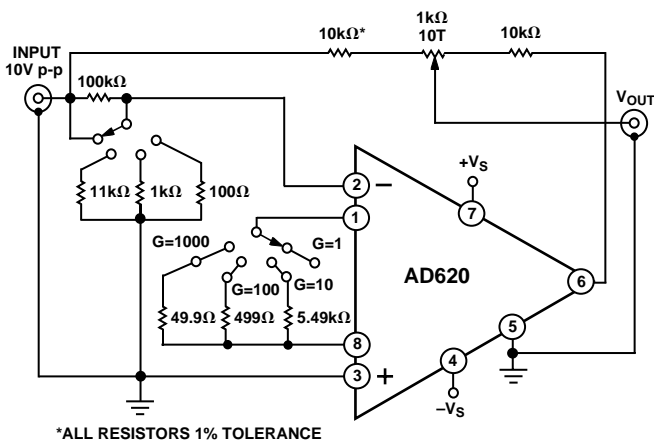 10kΩ*
1kΩ
10T
10kΩ
INPUT
10V p-p
100kΩ
VOUT
11kΩ
1kΩ
100Ω
+VS
2
–
1
7
G=1000
G=1
G=100
G=10
AD620
6
49.9Ω
499Ω
5.49kΩ
5
8
4
3
+
–VS
*ALL RESISTORS 1% TOLERANCE